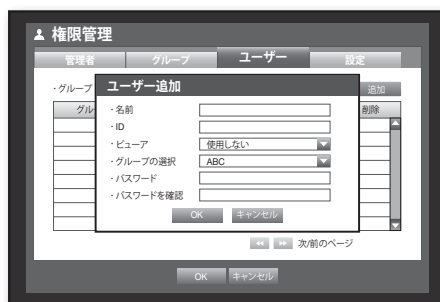 権限管理
管理者 グループ ユーザー 設定
・グループ 追加
ユーザー追加
グル 削除
・名前
・ID
・ビューア 使用しない
・グループの選択 ABC
・パスワード
・パスワードを確認
OK キャンセル
次/前のページ
OK キャンセル